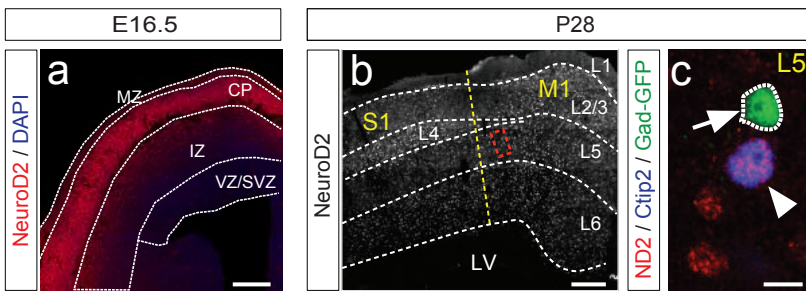 E16.5
P28
NeuroD2 / DAPI
a
MZ
CP
IZ
VZ/SVZ
NeuroD2
b
S1
M1
L1
L2/3
L4
L5
L6
LV
ND2 / Ctip2 / Gad-GFP
c
L5